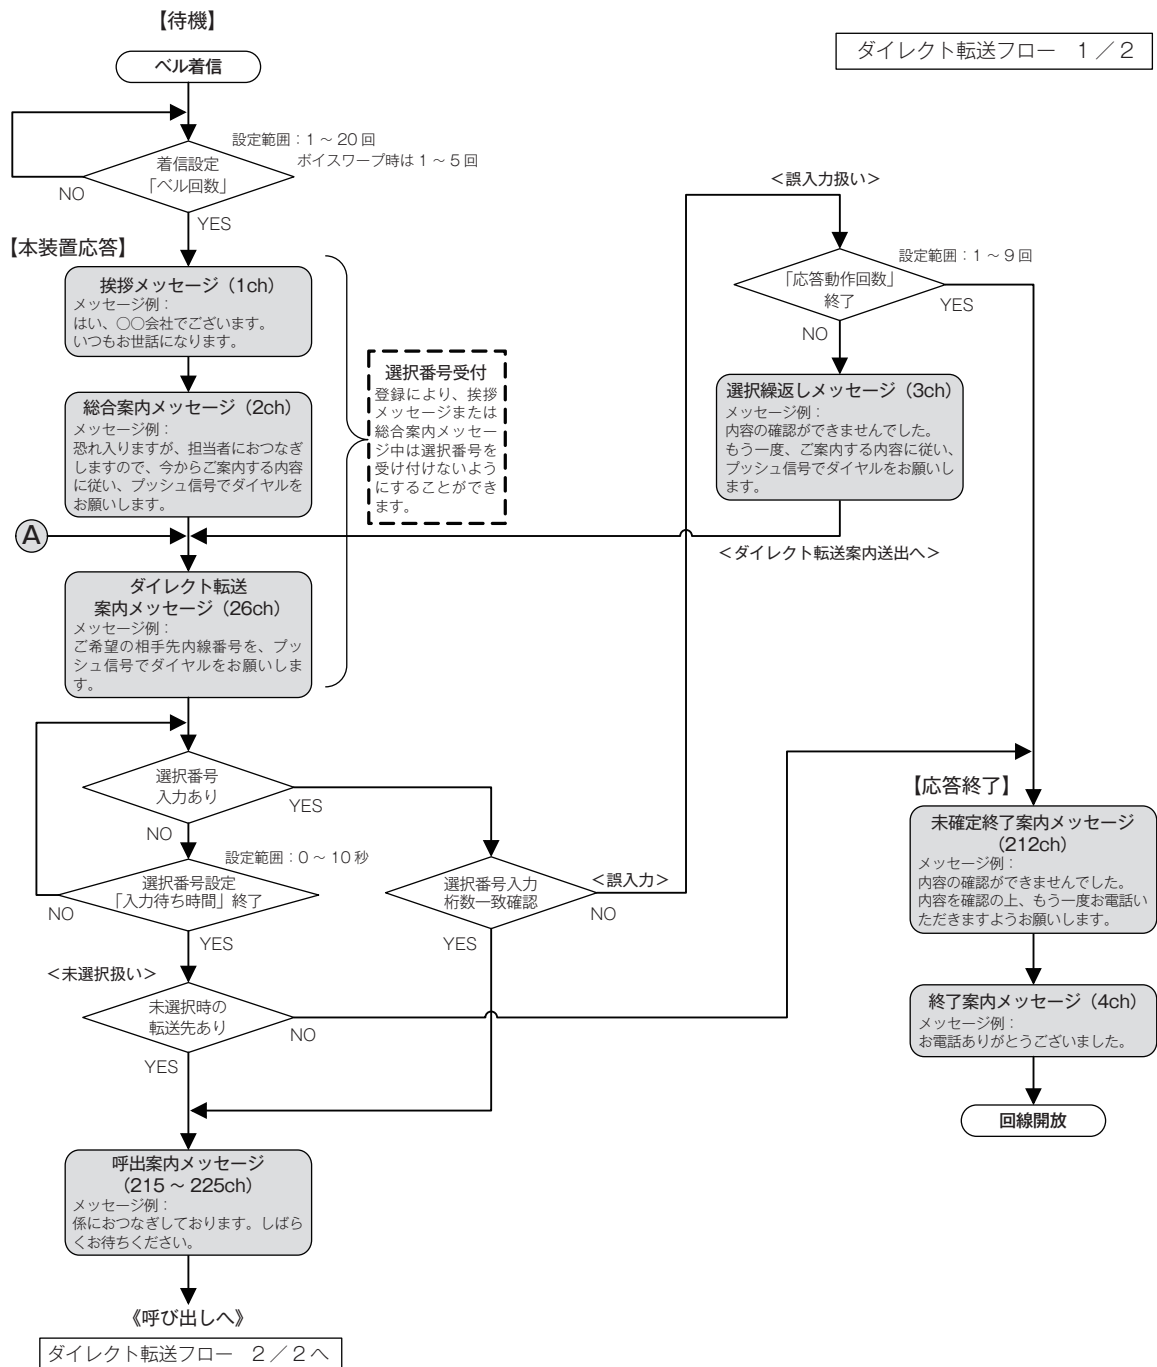 【待機】
ダイレクト転送フロー　1／2
ベル着信
設定範囲：1～20回
ボイスワープ時は1～5回
着信設定
「ベル回数」
NO
YES
【本装置応答】
挨拶メッセージ（1ch）
メッセージ例：
はい、○○会社でございます。
いつもお世話になります。
総合案内メッセージ（2ch）
メッセージ例：
恐れ入りますが、担当者におつなぎ
しますので、今からご案内する内容
に従い、プッシュ信号でダイヤルを
お願いします。
選択番号受付
登録により、挨拶
メッセージまたは
総合案内メッセー
ジ中は選択番号を
受け付けないよう
にすることができ
ます。
A
ダイレクト転送
案内メッセージ（26ch）
メッセージ例：
ご希望の相手先内線番号を、プッ
シュ信号でダイヤルをお願いしま
す。
選択番号
入力あり
YES
NO
設定範囲：0～10秒
選択番号設定
「入力待ち時間」終了
NO
YES
選択番号入力
桁数一致確認
＜誤入力＞
NO
YES
＜未選択扱い＞
未選択時の
転送先あり
NO
YES
呼出案内メッセージ
（215～225ch）
メッセージ例：
係におつなぎしております。しばら
くお待ちください。
《呼び出しへ》
ダイレクト転送フロー　2／2へ
＜誤入力扱い＞
設定範囲：1～9回
「応答動作回数」
終了
YES
NO
選択繰返しメッセージ（3ch）
メッセージ例：
内容の確認ができませんでした。
もう一度、ご案内する内容に従い、
プッシュ信号でダイヤルをお願いし
ます。
＜ダイレクト転送案内送出へ＞
【応答終了】
未確定終了案内メッセージ
（212ch）
メッセージ例：
内容の確認ができませんでした。
内容を確認の上、もう一度お電話い
ただきますようお願いします。
終了案内メッセージ（4ch）
メッセージ例：
お電話ありがとうございました。
回線開放